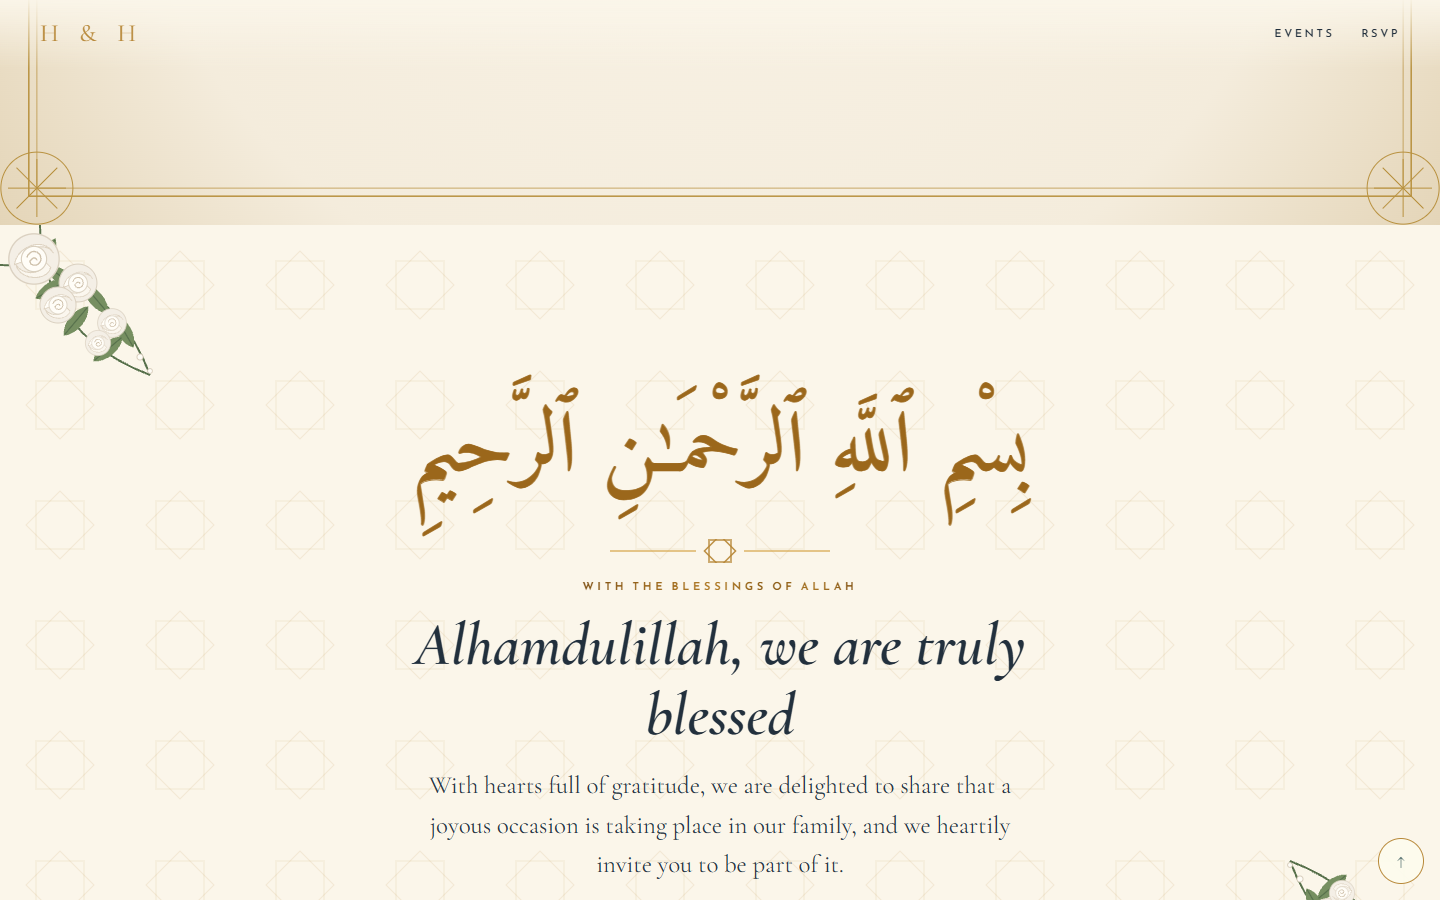 H & H
EVENTS RSVP
بِسْمِ ٱللَّهِ ٱلرَّحْمَـٰنِ ٱلرَّحِيمِ
WITH THE BLESSINGS OF ALLAH
Alhamdulillah, we are truly
blessed
With hearts full of gratitude, we are delighted to share that a
joyous occasion is taking place in our family, and we heartily
invite you to be part of it.
↑